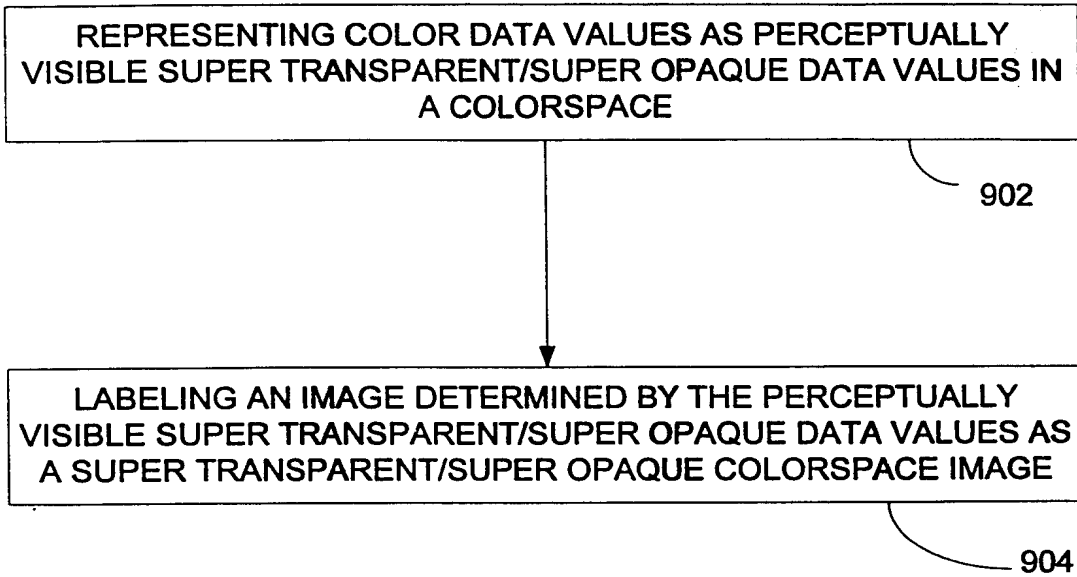 REPRESENTING COLOR DATA VALUES AS PERCEPTUALLY
VISIBLE SUPER TRANSPARENT/SUPER OPAQUE DATA VALUES IN
A COLORSPACE
902
LABELING AN IMAGE DETERMINED BY THE PERCEPTUALLY
VISIBLE SUPER TRANSPARENT/SUPER OPAQUE DATA VALUES AS
A SUPER TRANSPARENT/SUPER OPAQUE COLORSPACE IMAGE
904